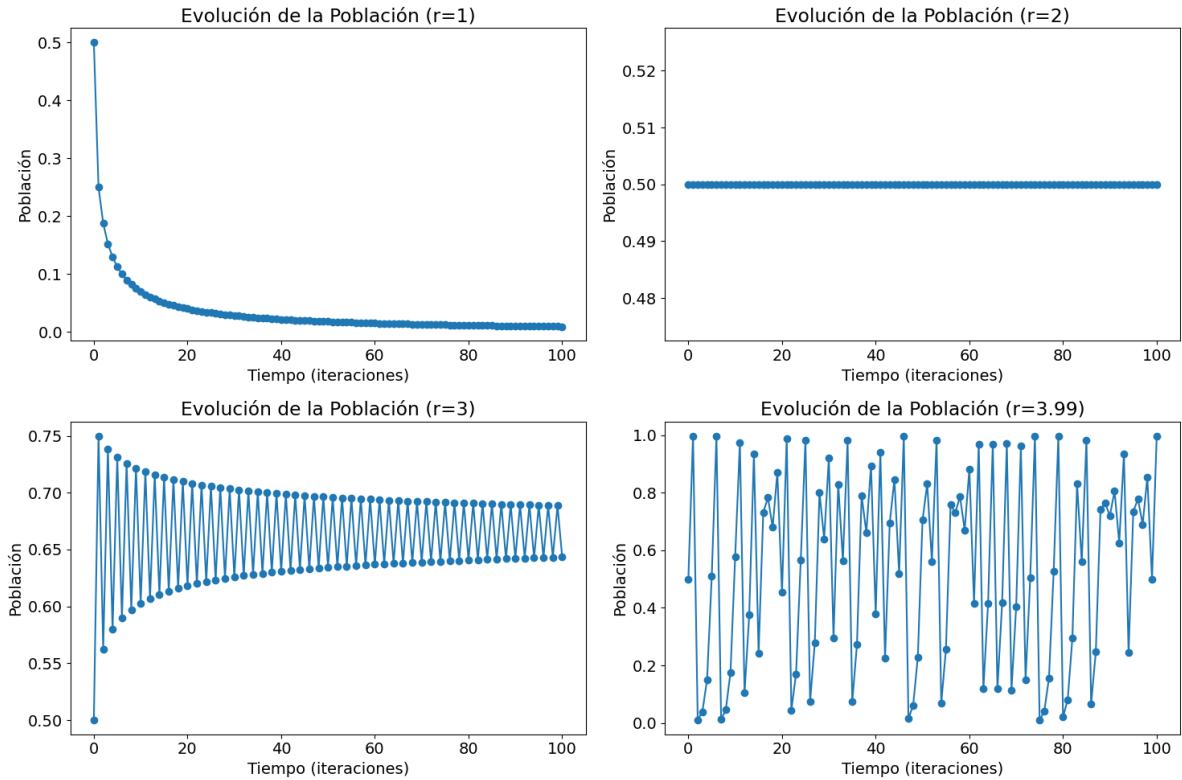 Evolución de la Población (r=1)
0.5
0.4
0.3
0.2
0.1
0.0
Población
0 20 40 60 80 100
Tiempo (iteraciones)
Evolución de la Población (r=2)
0.52
0.51
0.50
0.49
0.48
Población
0 20 40 60 80 100
Tiempo (iteraciones)
Evolución de la Población (r=3)
0.75
0.70
0.65
0.60
0.55
0.50
Población
0 20 40 60 80 100
Tiempo (iteraciones)
Evolución de la Población (r=3.99)
1.0
0.8
0.6
0.4
0.2
0.0
Población
0 20 40 60 80 100
Tiempo (iteraciones)